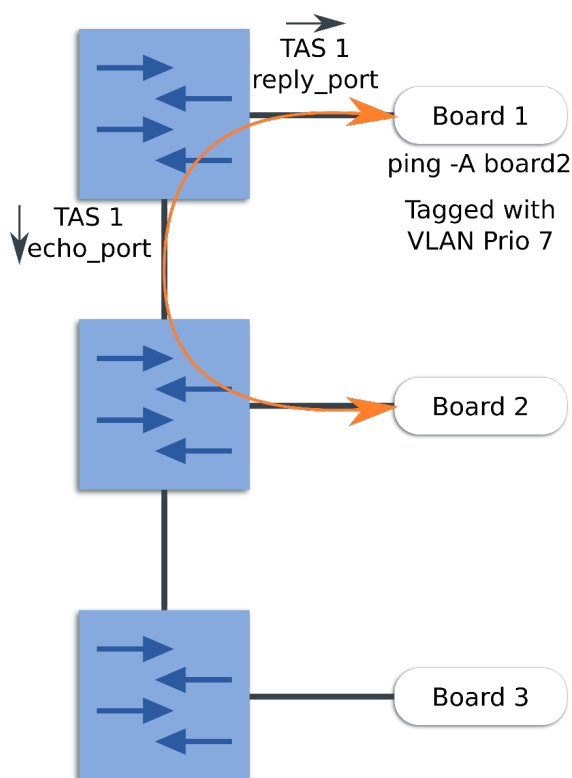 TAS 1
reply_port
Board 1
ping -A board2
Tagged with
VLAN Prio 7
TAS 1
echo_port
Board 2
Board 3